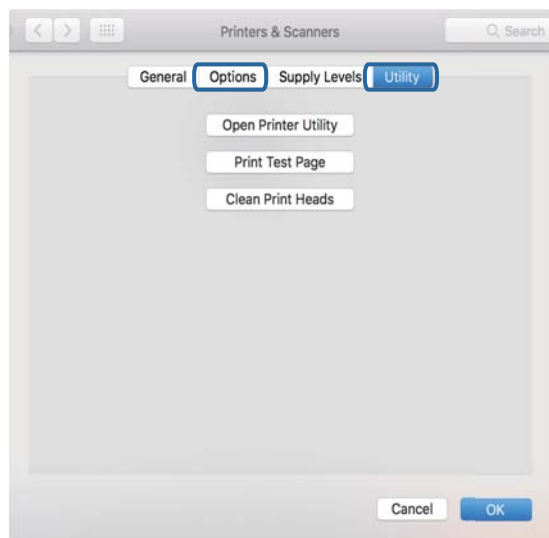 Printers & Scanners
Search
General Options Supply Levels Utility
Open Printer Utility
Print Test Page
Clean Print Heads
Cancel OK